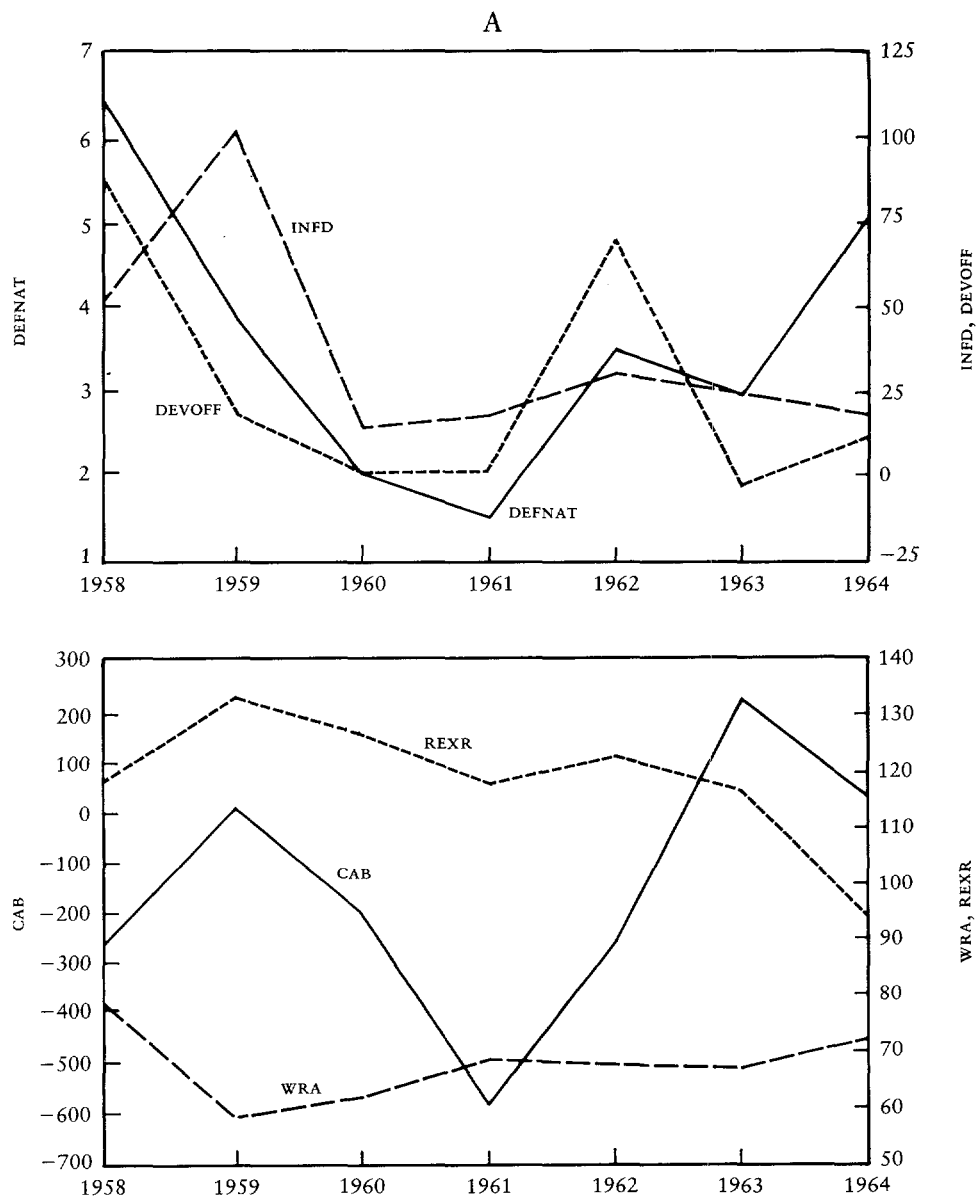 A
7
6
5
4
3
2
1
DEFNAT
125
100
75
50
25
0
−25
INFD, DEVOFF
INFD
DEVOFF
DEFNAT
1958 1959 1960 1961 1962 1963 1964
300
200
100
0
−100
−200
−300
−400
−500
−600
−700
CAB
140
130
120
110
100
90
80
70
60
50
WRA, REXR
REXR
CAB
WRA
1958 1959 1960 1961 1962 1963 1964